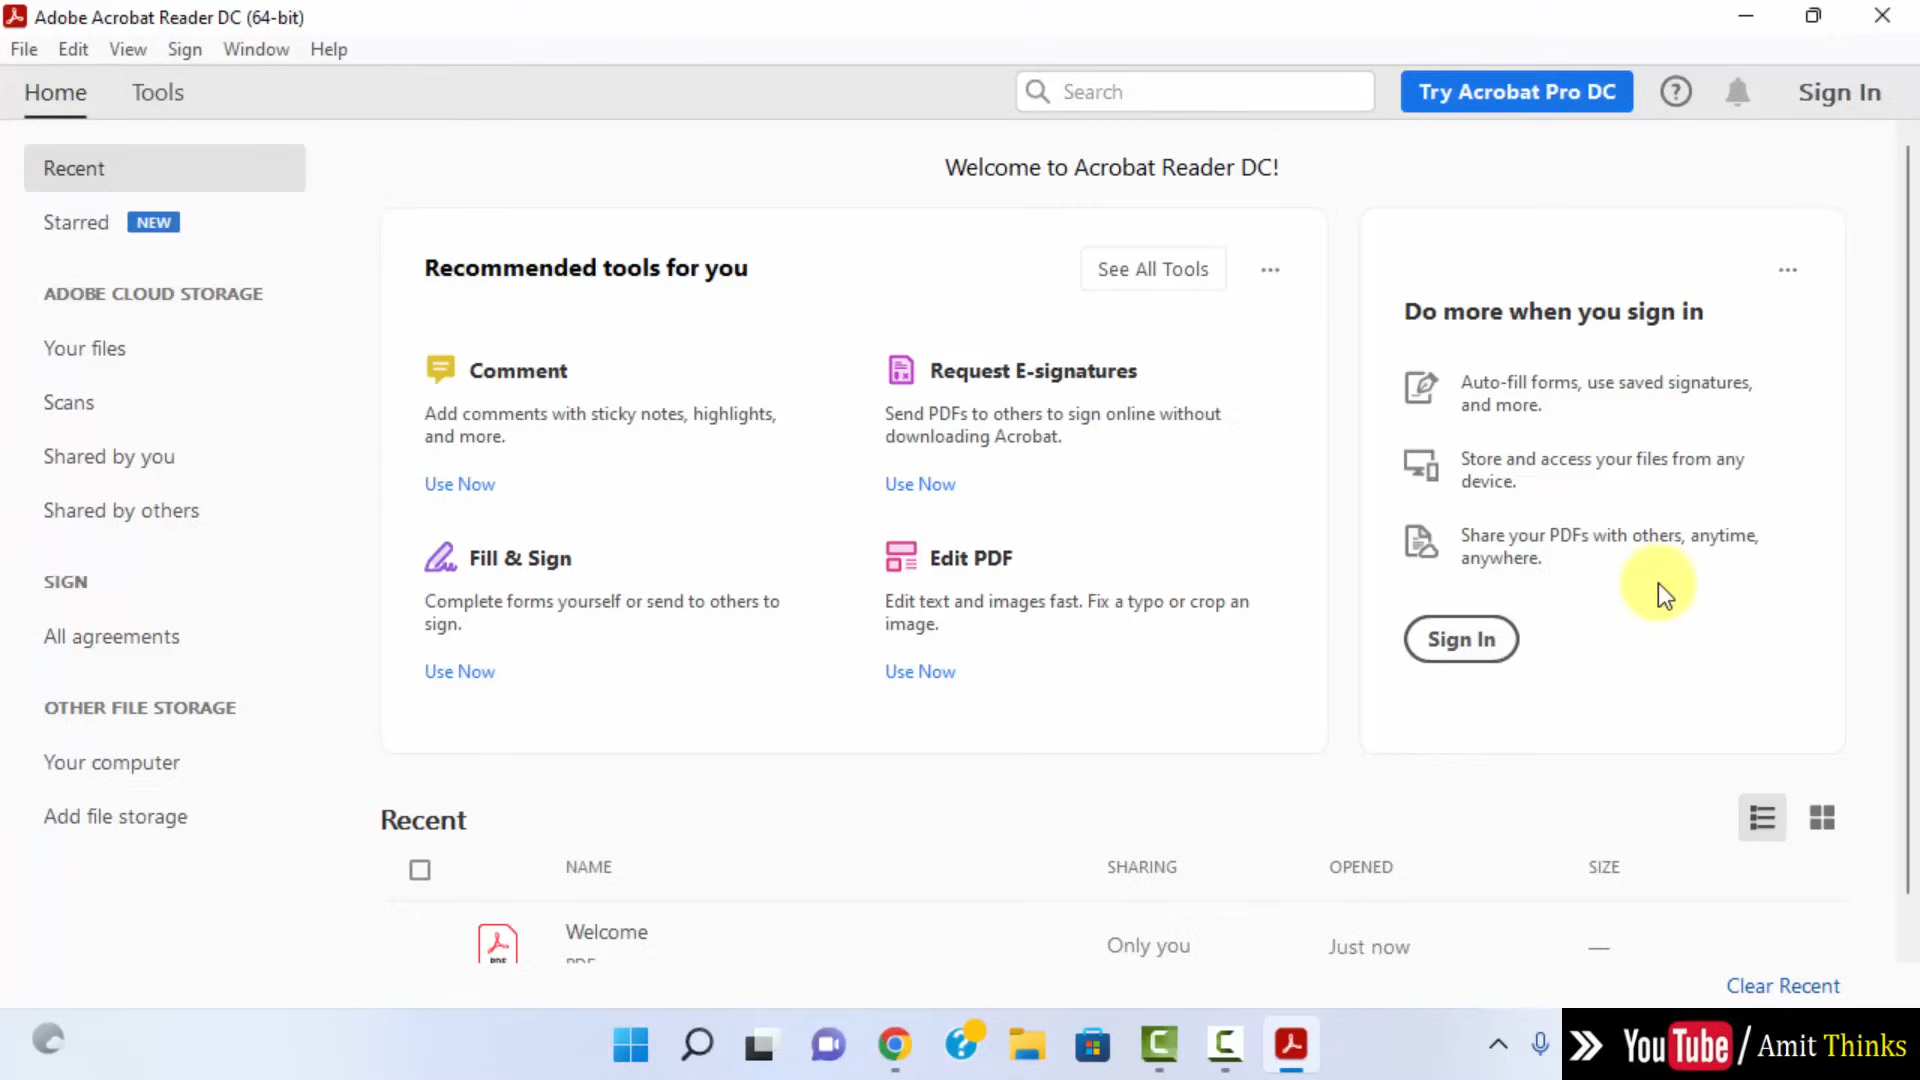 Adobe Acrobat Reader DC (64-bit)
File Edit View Sign Window Help
Home Tools Search Try Acrobat Pro DC Sign In
Recent
Starred NEW
ADOBE CLOUD STORAGE
Your files
Scans
Shared by you
Shared by others
SIGN
All agreements
OTHER FILE STORAGE
Your computer
Add file storage
Welcome to Acrobat Reader DC!
Recommended tools for you See All Tools
Comment
Add comments with sticky notes, highlights,
and more.
Use Now
Request E-signatures
Send PDFs to others to sign online without
downloading Acrobat.
Use Now
Fill & Sign
Complete forms yourself or send to others to
sign.
Use Now
Edit PDF
Edit text and images fast. Fix a typo or crop an
image.
Use Now
Do more when you sign in
Auto-fill forms, use saved signatures,
and more.
Store and access your files from any
device.
Share your PDFs with others, anytime,
anywhere.
Sign In
Recent
NAME SHARING OPENED SIZE
Welcome
PDF
Only you Just now —
Clear Recent
YouTube / Amit Thinks